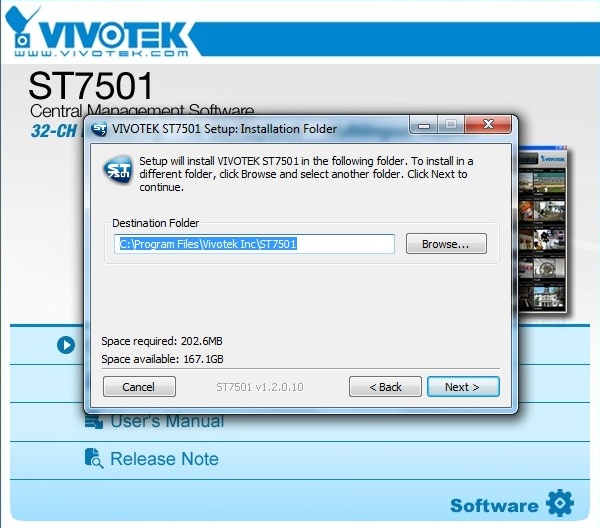 VIVOTEK
www.vivotek.com
ST7501
Central Management Software
32-CH
VIVOTEK ST7501 Setup: Installation Folder
Setup will install VIVOTEK ST7501 in the following folder. To install in a
different folder, click Browse and select another folder. Click Next to
continue.
Destination Folder
C:\Program Files\Vivotek Inc\ST7501
Browse...
Space required: 202.6MB
Space available: 167.1GB
Cancel
ST7501 v1.2.0.10
< Back
Next >
User's Manual
Release Note
Software